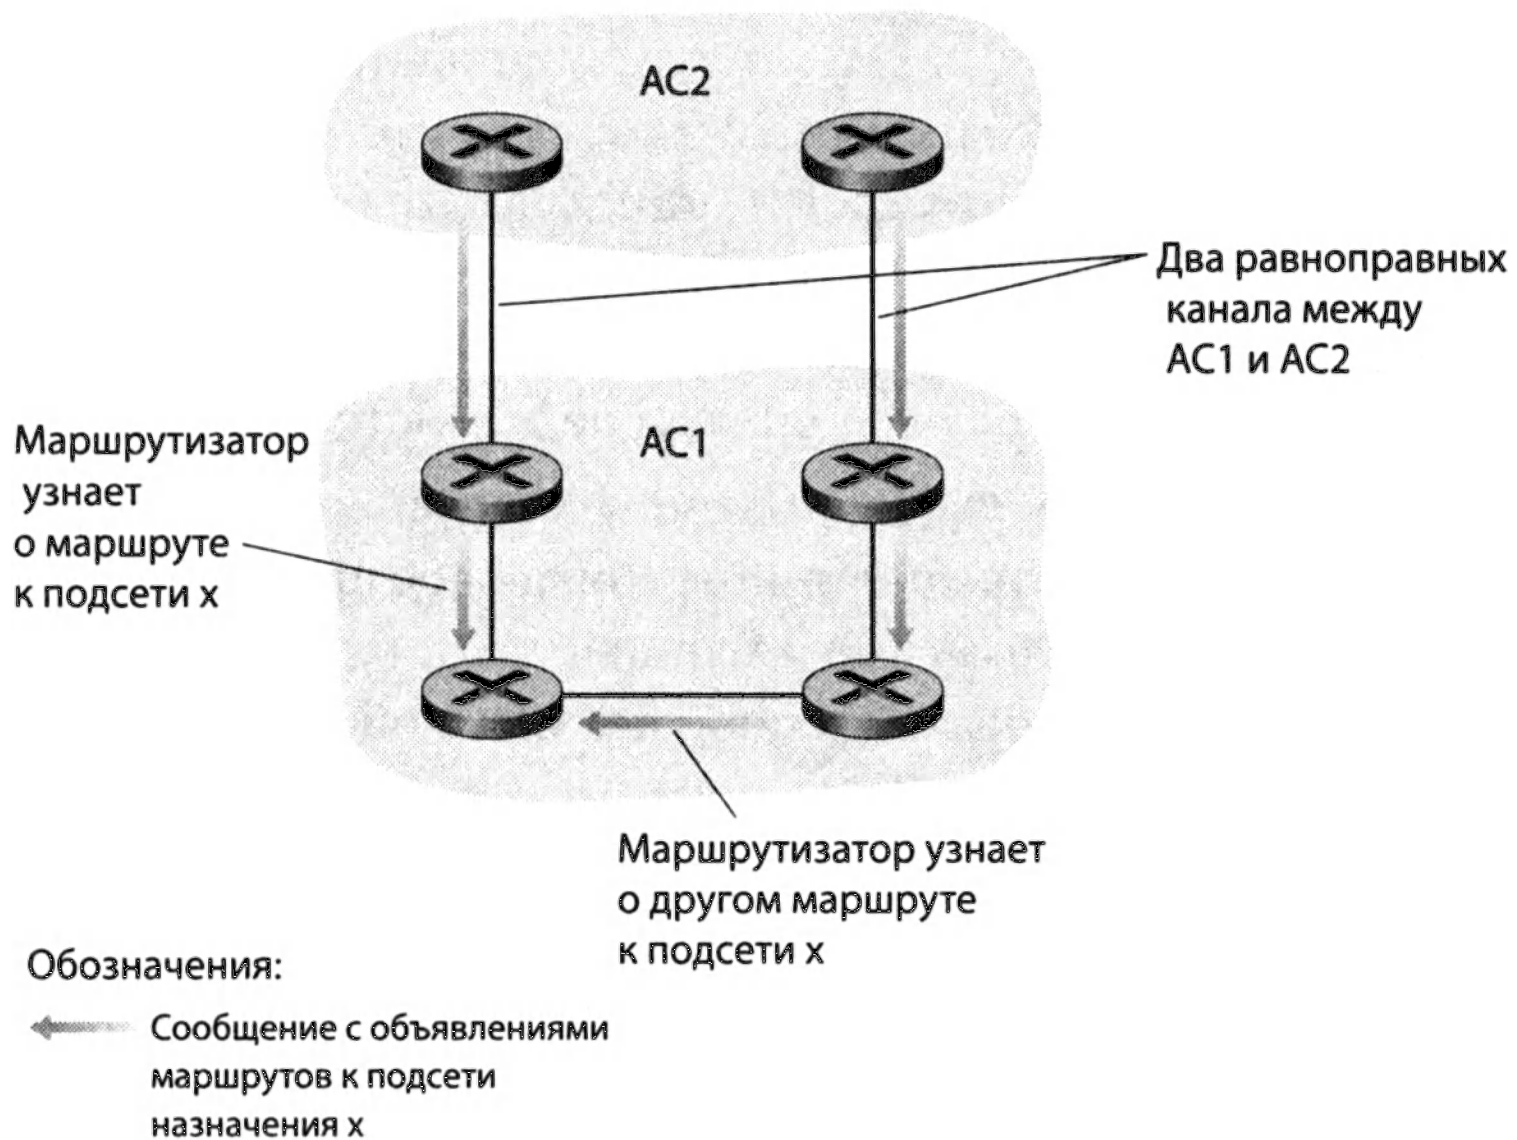 АС2
Два равноправных
канала между
АС1 и АС2
Маршрутизатор
узнает
о маршруте
к подсети х
АС1
Маршрутизатор узнает
о другом маршруте
к подсети х
Обозначения:
Сообщение с объявлениями
маршрутов к подсети
назначения х